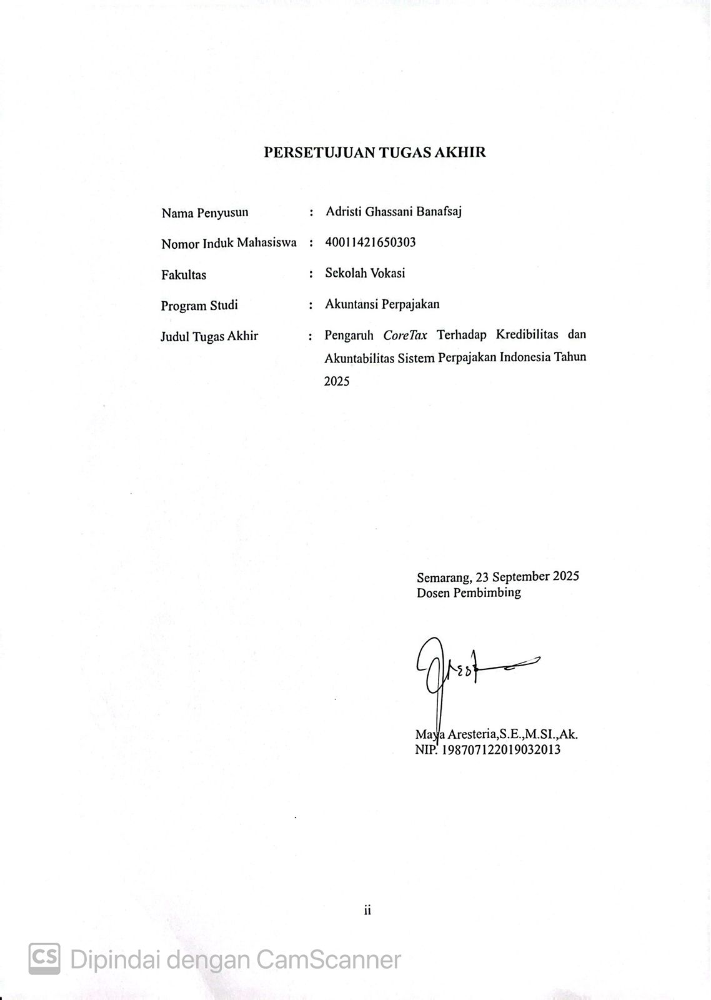 PERSETUJUAN TUGAS AKHIR
Nama Penyusun : Adristi Ghassani Banafsaj
Nomor Induk Mahasiswa : 40011421650303
Fakultas : Sekolah Vokasi
Program Studi : Akuntansi Perpajakan
Judul Tugas Akhir : Pengaruh CoreTax Terhadap Kredibilitas dan
Akuntabilitas Sistem Perpajakan Indonesia Tahun
2025
Semarang, 23 September 2025
Dosen Pembimbing
Maya Aresteria,S.E.,M.SI.,Ak.
NIP. 198707122019032013
ii
CS Dipindai dengan CamScanner